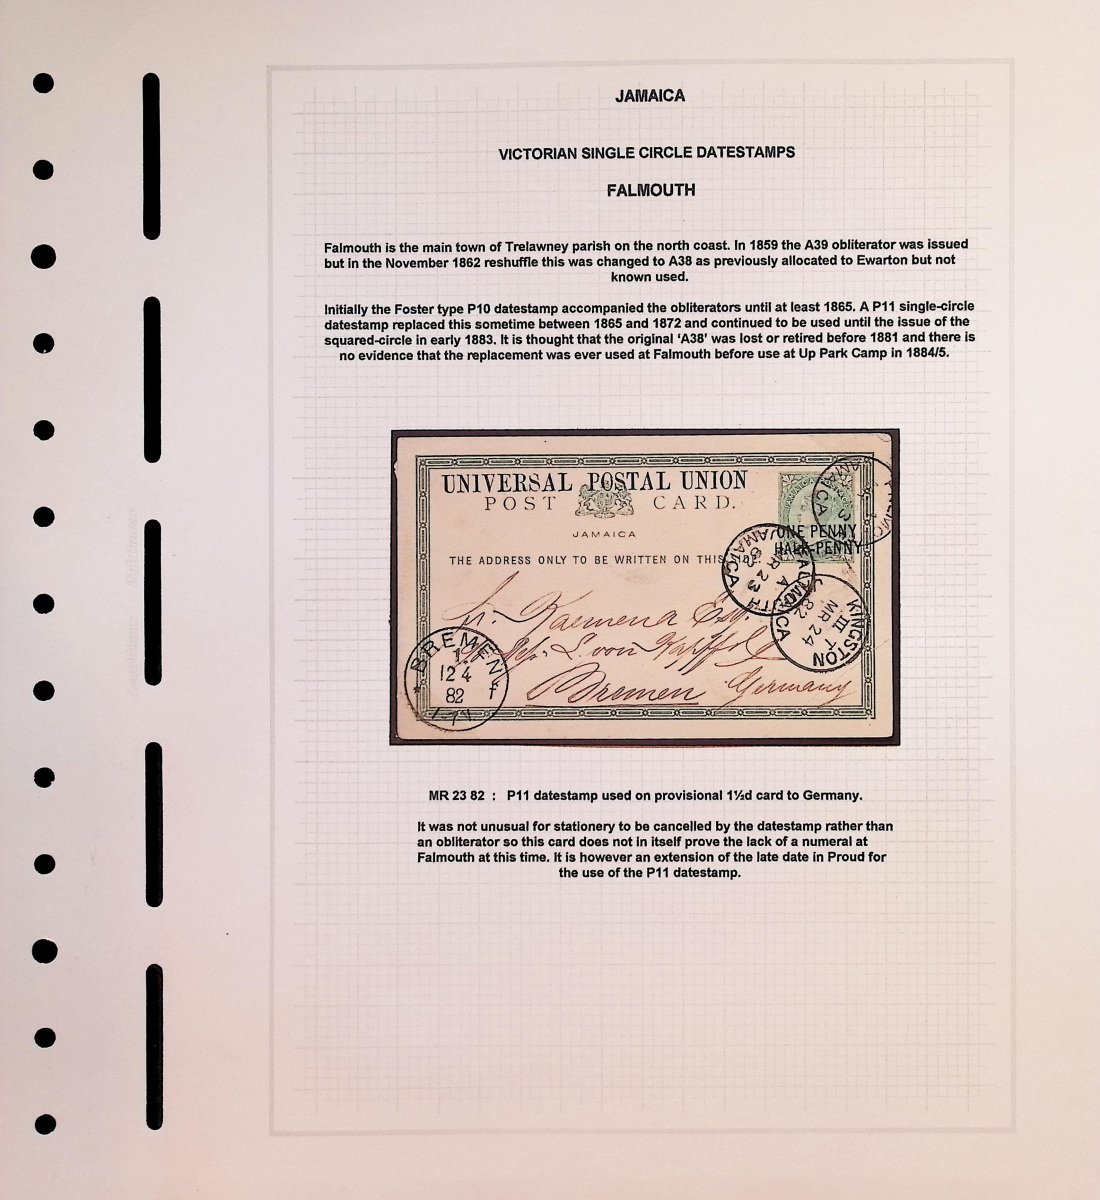 JAMAICA
VICTORIAN SINGLE CIRCLE DATESTAMPS
FALMOUTH
Falmouth is the main town of Trelawney parish on the north coast. In 1859 the A39 obliterator was issued
but in the November 1862 reshuffle this was changed to A38 as previously allocated to Ewarton but not
known used.
Initially the Foster type P10 datestamp accompanied the obliterators until at least 1865. A P11 single-circle
datestamp replaced this sometime between 1865 and 1872 and continued to be used until the issue of the
squared-circle in early 1883. It is thought that the original 'A38' was lost or retired before 1881 and there is
no evidence that the replacement was ever used at Falmouth before use at Up Park Camp in 1884/5.
UNIVERSAL POSTAL UNION
POST CARD.
JAMAICA
ONE PENNY
HALF-PENNY
THE ADDRESS ONLY TO BE WRITTEN ON THIS
FALMOUTH
JAMAICA
A
MR 23
82
KINGSTON
JAMAICA
T
MR 24
82
Kaemena Esq.
L. von
Bremen Germany
BREMEN
12 4
82 f
MR 23 82 : P11 datestamp used on provisional 1½d card to Germany.
It was not unusual for stationery to be cancelled by the datestamp rather than
an obliterator so this card does not in itself prove the lack of a numeral at
Falmouth at this time. It is however an extension of the late date in Proud for
the use of the P11 datestamp.